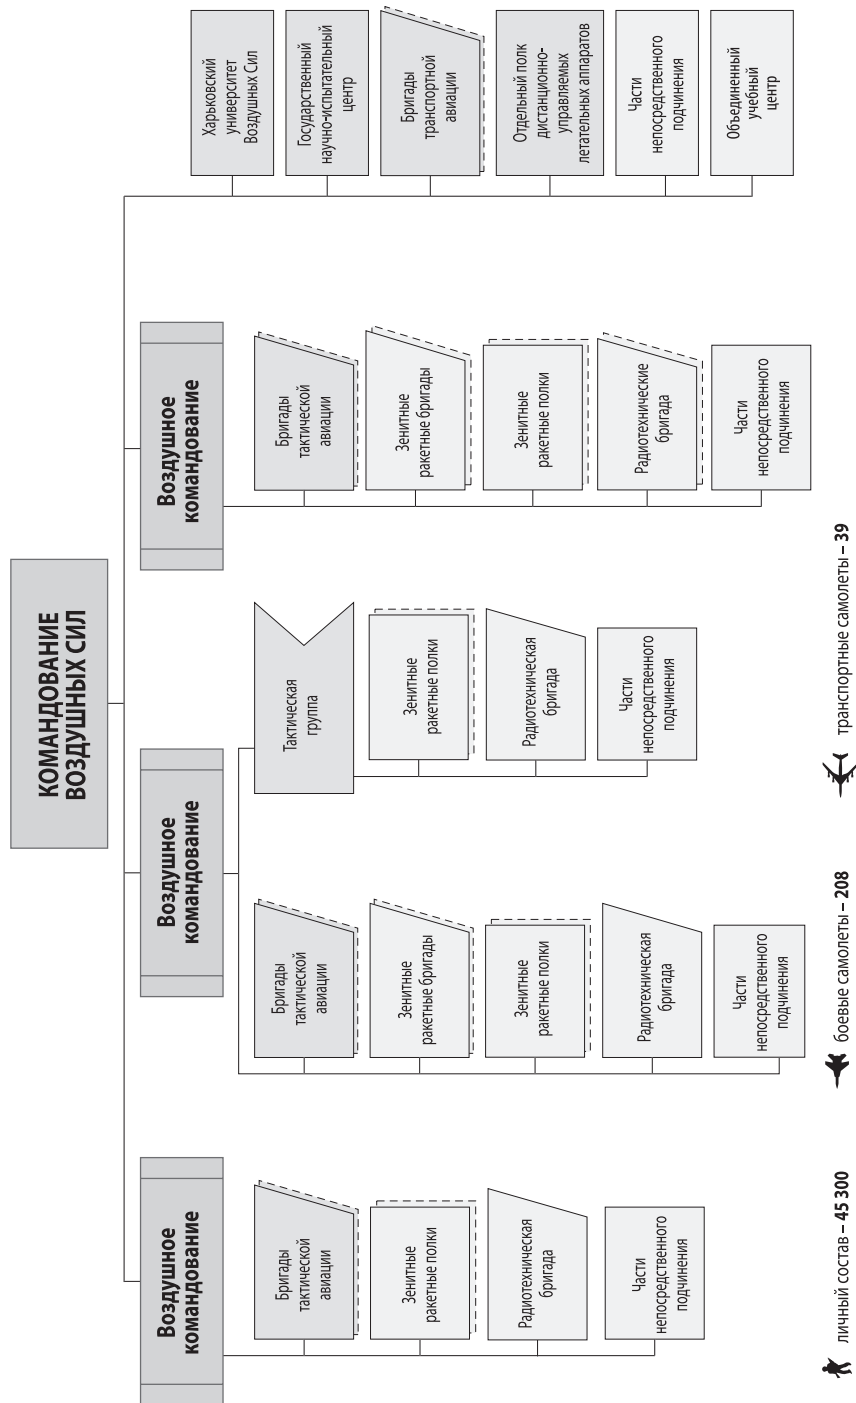 КОМАНДОВАНИЕ
ВОЗДУШНЫХ СИЛ
Воздушное
командование
Бригады
тактической
авиации
Зенитные
ракетные полки
Радиотехническая
бригада
Части
непосредственного
подчинения
Воздушное
командование
Бригады
тактической
авиации
Зенитные
ракетные бригады
Зенитные
ракетные полки
Радиотехническая
бригада
Части
непосредственного
подчинения
Тактическая
группа
Зенитные
ракетные полки
Радиотехническая
бригада
Части
непосредственного
подчинения
Воздушное
командование
Бригады
тактической
авиации
Зенитные
ракетные бригады
Зенитные
ракетные полки
Радиотехнические
бригада
Части
непосредственного
подчинения
Харьковский
университет
Воздушных Сил
Государственный
научно-испытательный
центр
Бригады
транспортной
авиации
Отдельный полк
дистанционно-
управляемых
летательных аппаратов
Части
непосредственного
подчинения
Объединенный
учебный
центр
личный состав – 45 300
боевые самолеты – 208
транспортные самолеты – 39